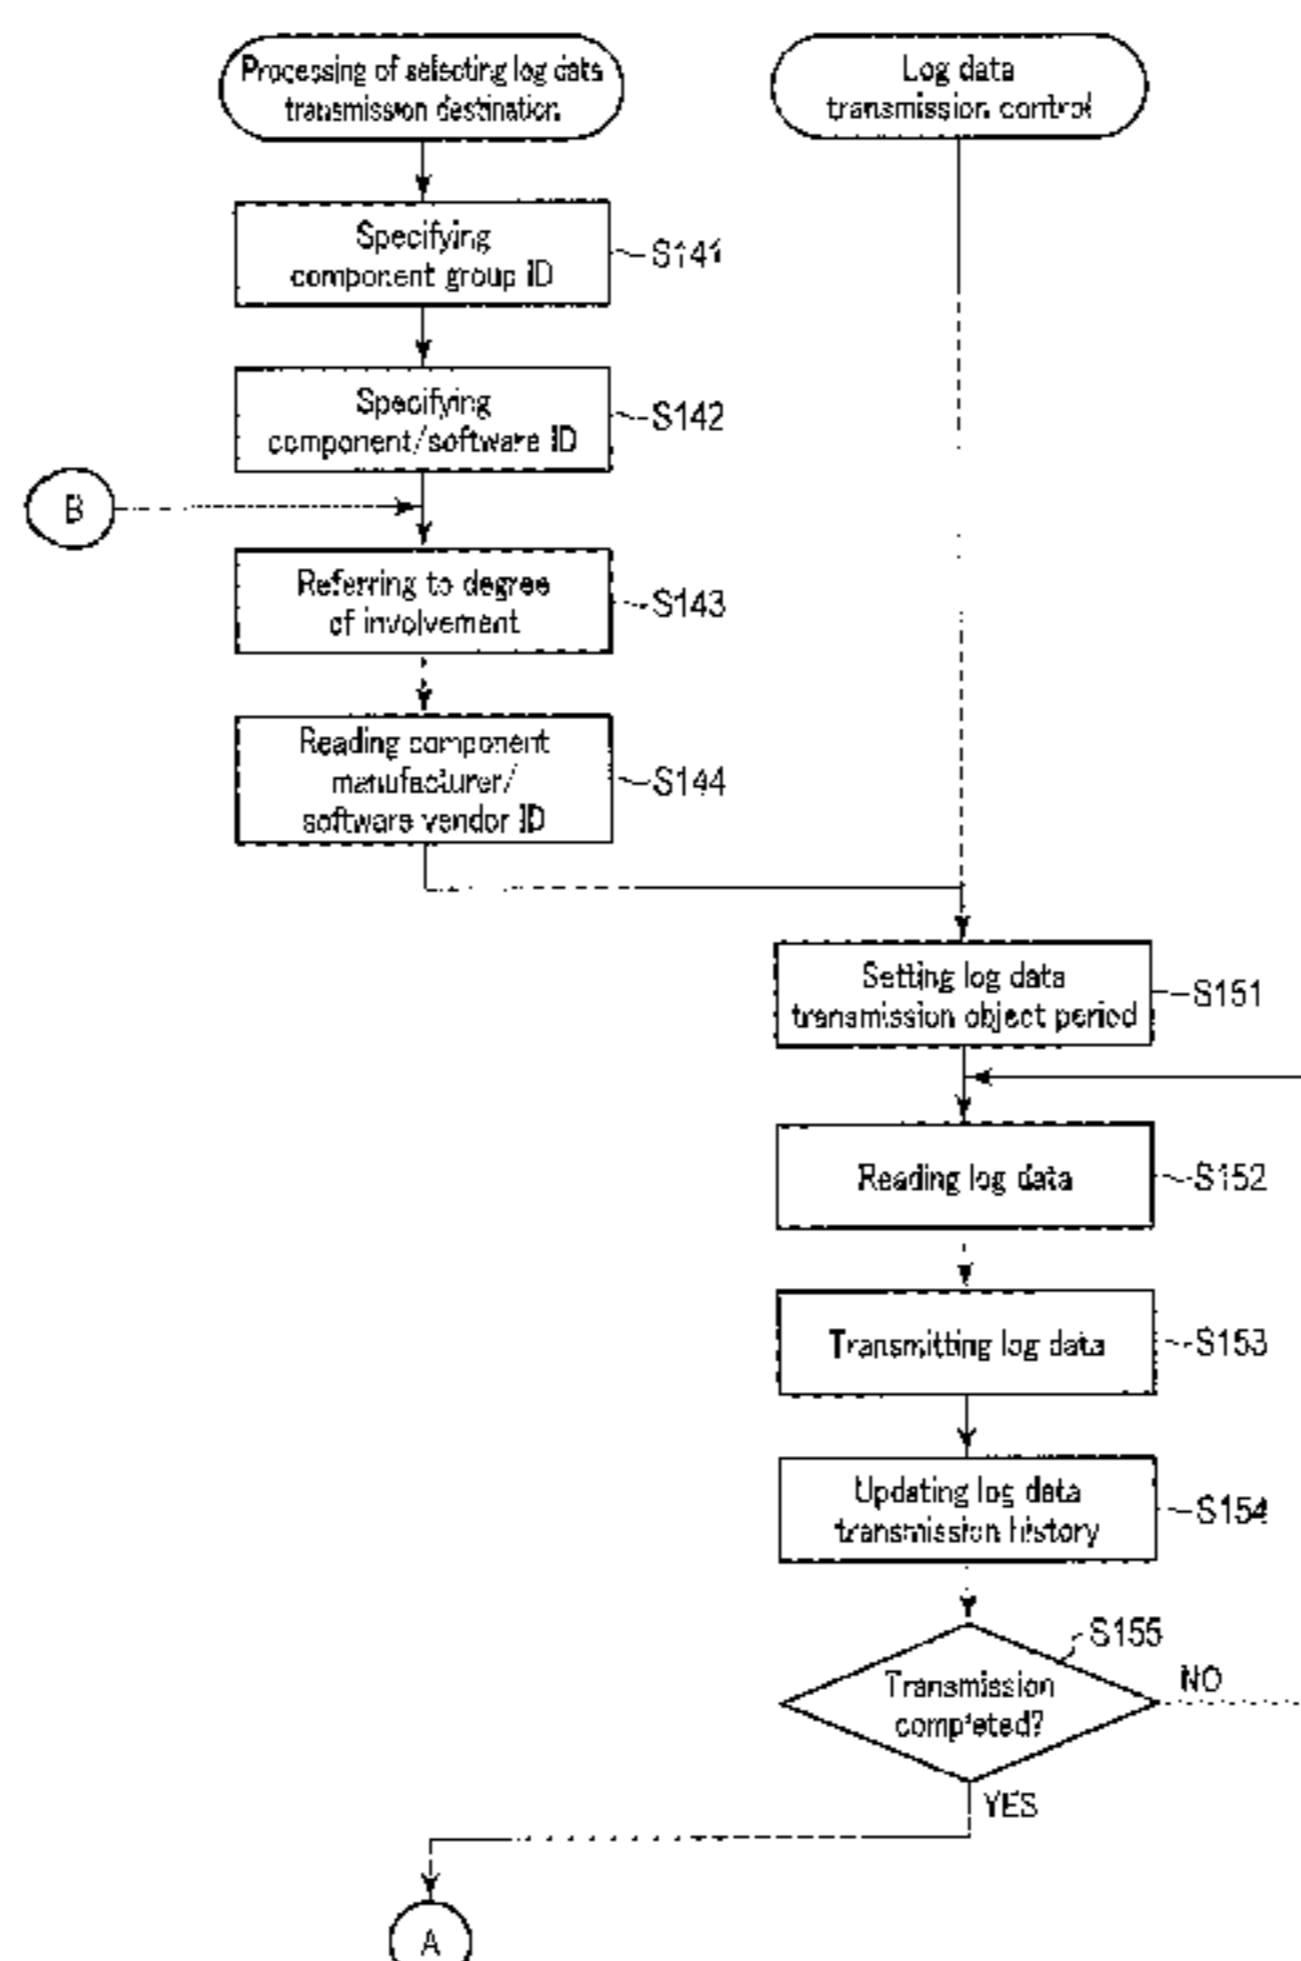 Processing of selecting log data
transmission destination
Log data
transmission control
Specifying
component group ID
S141
Specifying
component/software ID
S142
B
Referring to degree
of involvement
S143
Reading component
manufacturer/
software vendor ID
S144
Setting log data
transmission object period
S151
Reading log data
S152
Transmitting log data
S153
Updating log data
transmission history
S154
S155
Transmission
completed?
NO
YES
A